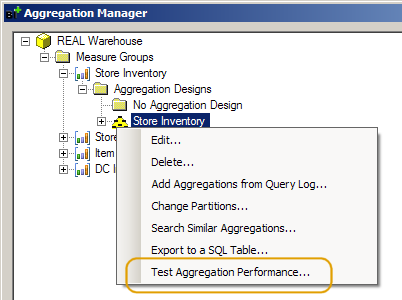 Aggregation Manager
REAL Warehouse
Measure Groups
Store Inventory
Aggregation Designs
No Aggregation Design
Store Inventory
Store
Edit...
Delete...
Item
Add Aggregations from Query Log...
DC I
Change Partitions...
Search Similar Aggregations...
Export to a SQL Table...
Test Aggregation Performance...